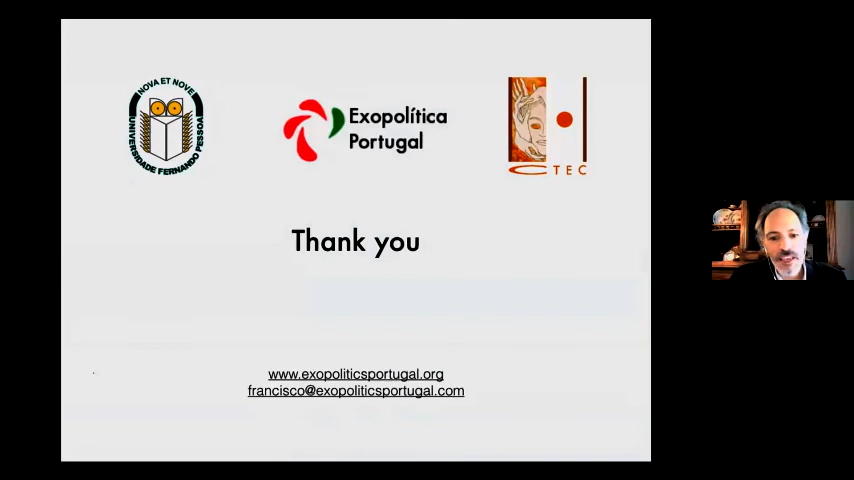 NOVA ET NOVE
UNIVERSIDADE FERNANDO PESSOA
Exopolítica
Portugal
CTEC
Thank you
www.exopoliticsportugal.org
francisco@exopoliticsportugal.com